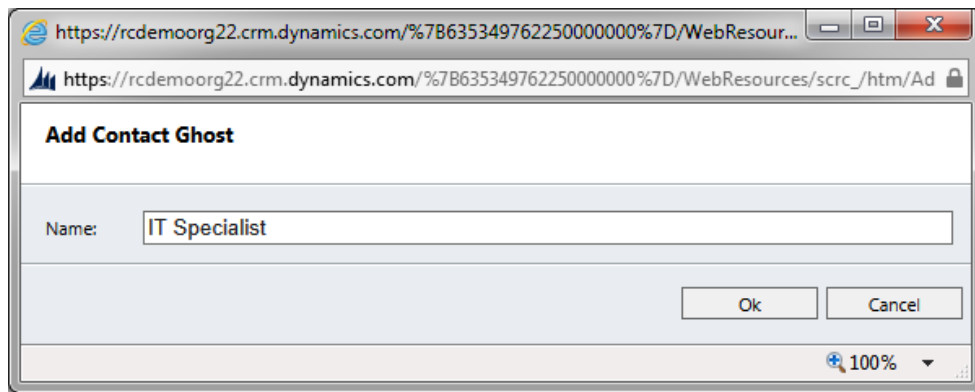 https://rcdemoorg22.crm.dynamics.com/%7B635349762250000000%7D/WebResour...
https://rcdemoorg22.crm.dynamics.com/%7B635349762250000000%7D/WebResources/scrc_/htm/Ad
Add Contact Ghost
Name: IT Specialist
Ok Cancel
100%